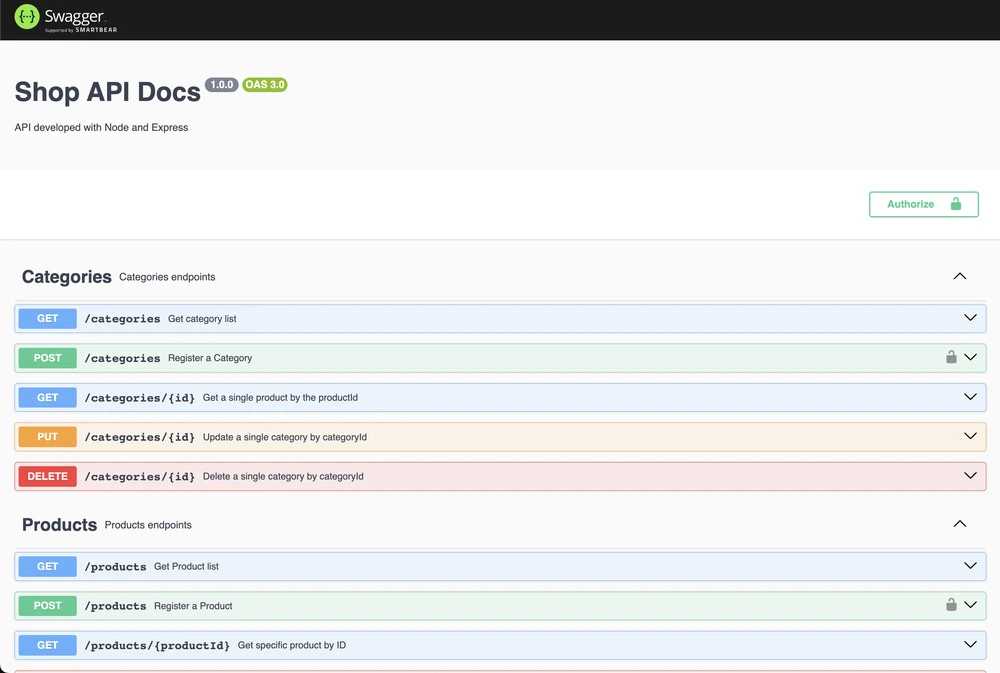 Swagger
Supported by SMARTBEAR
Shop API Docs 1.0.0 OAS 3.0
API developed with Node and Express
Authorize
Categories Categories endpoints
GET /categories Get category list
POST /categories Register a Category
GET /categories/{id} Get a single product by the productId
PUT /categories/{id} Update a single category by categoryId
DELETE /categories/{id} Delete a single category by categoryId
Products Products endpoints
GET /products Get Product list
POST /products Register a Product
GET /products/{productId} Get specific product by ID